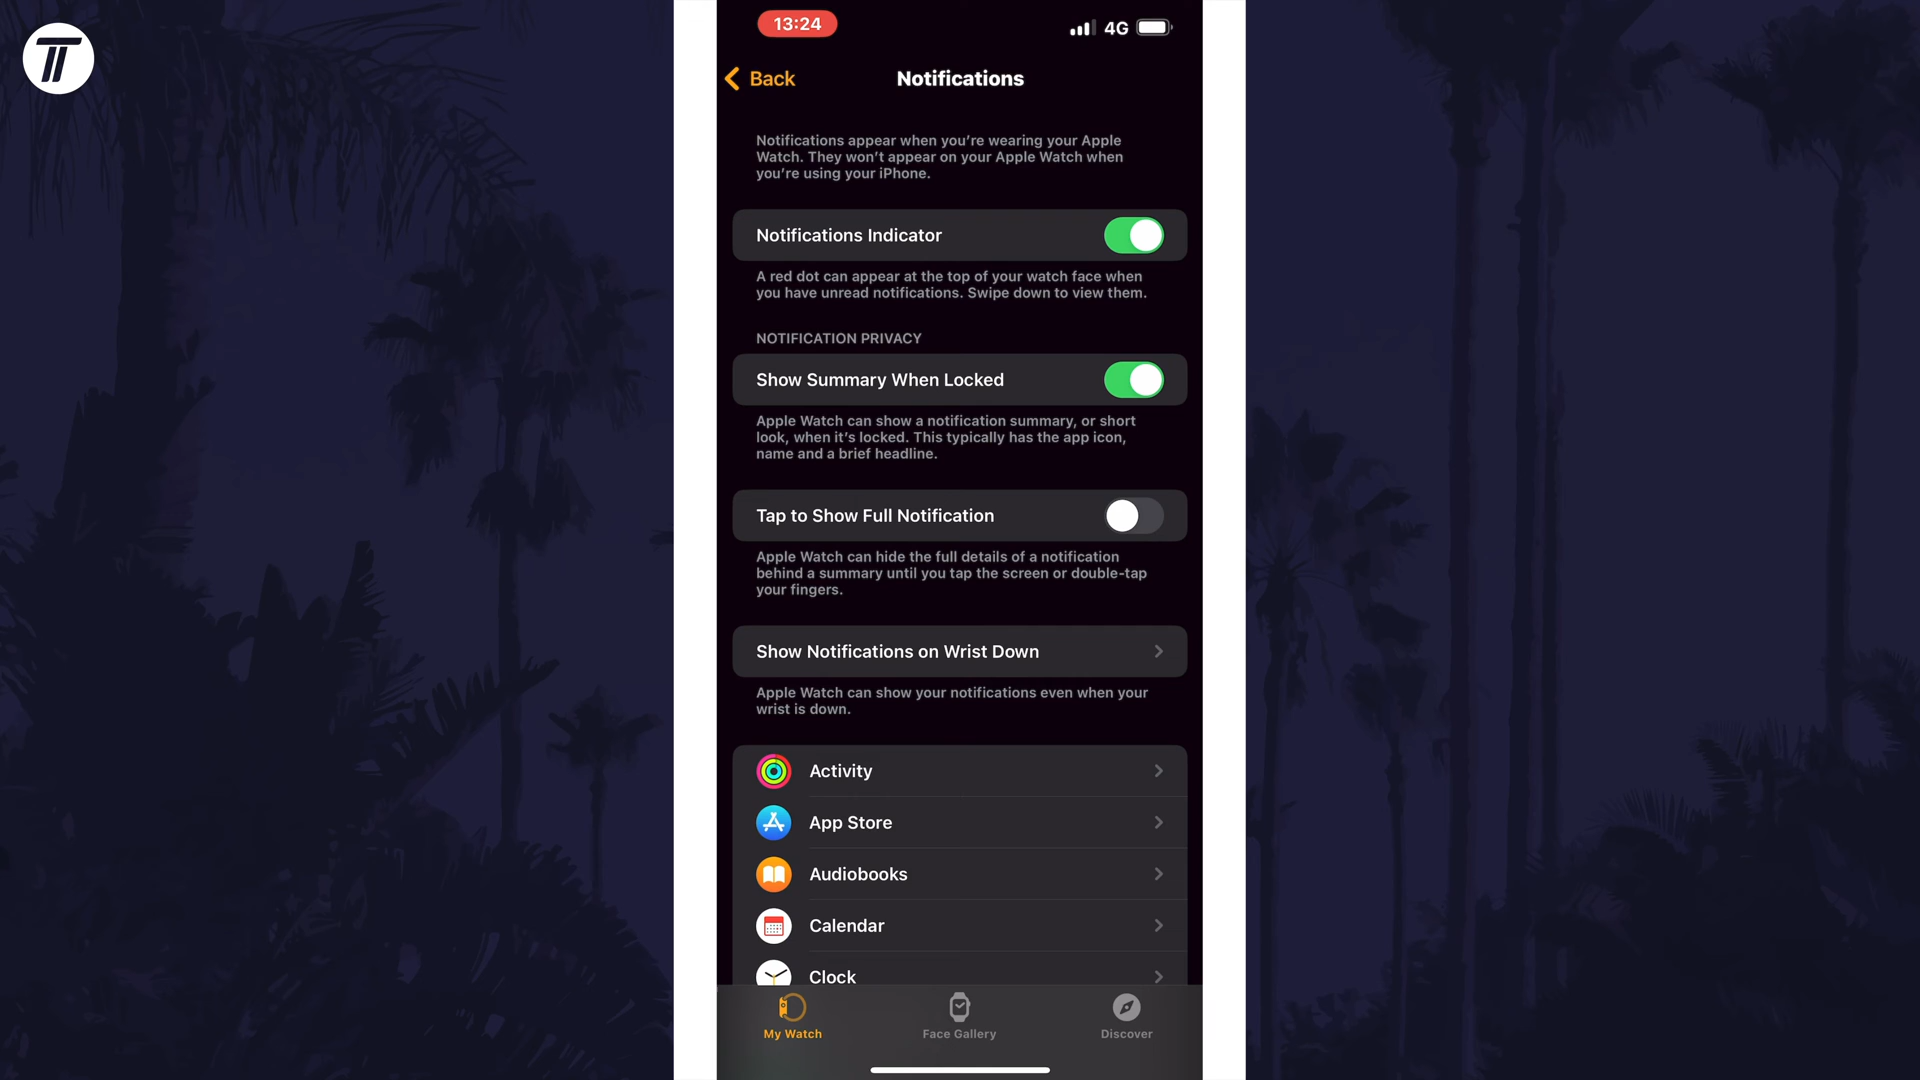 13:24
4G
Back
Notifications
Notifications appear when you're wearing your Apple
Watch. They won't appear on your Apple Watch when
you're using your iPhone.
Notifications Indicator
A red dot can appear at the top of your watch face when
you have unread notifications. Swipe down to view them.
NOTIFICATION PRIVACY
Show Summary When Locked
Apple Watch can show a notification summary, or short
look, when it's locked. This typically has the app icon,
name and a brief headline.
Tap to Show Full Notification
Apple Watch can hide the full details of a notification
behind a summary until you tap the screen or double-tap
your fingers.
Show Notifications on Wrist Down
Apple Watch can show your notifications even when your
wrist is down.
Activity
App Store
Audiobooks
Calendar
Clock
My Watch
Face Gallery
Discover